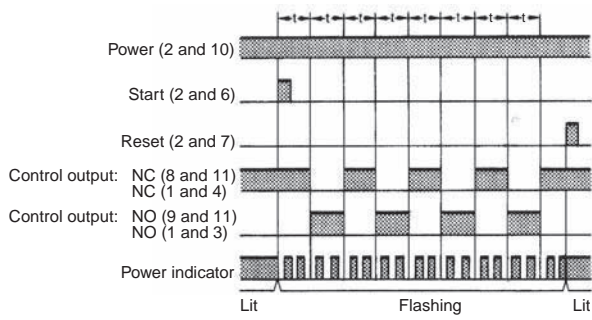 t t t t t t t t
Power (2 and 10)
Start (2 and 6)
Reset (2 and 7)
Control output: NC (8 and 11)
NC (1 and 4)
Control output: NO (9 and 11)
NO (1 and 3)
Power indicator
Lit Flashing Lit